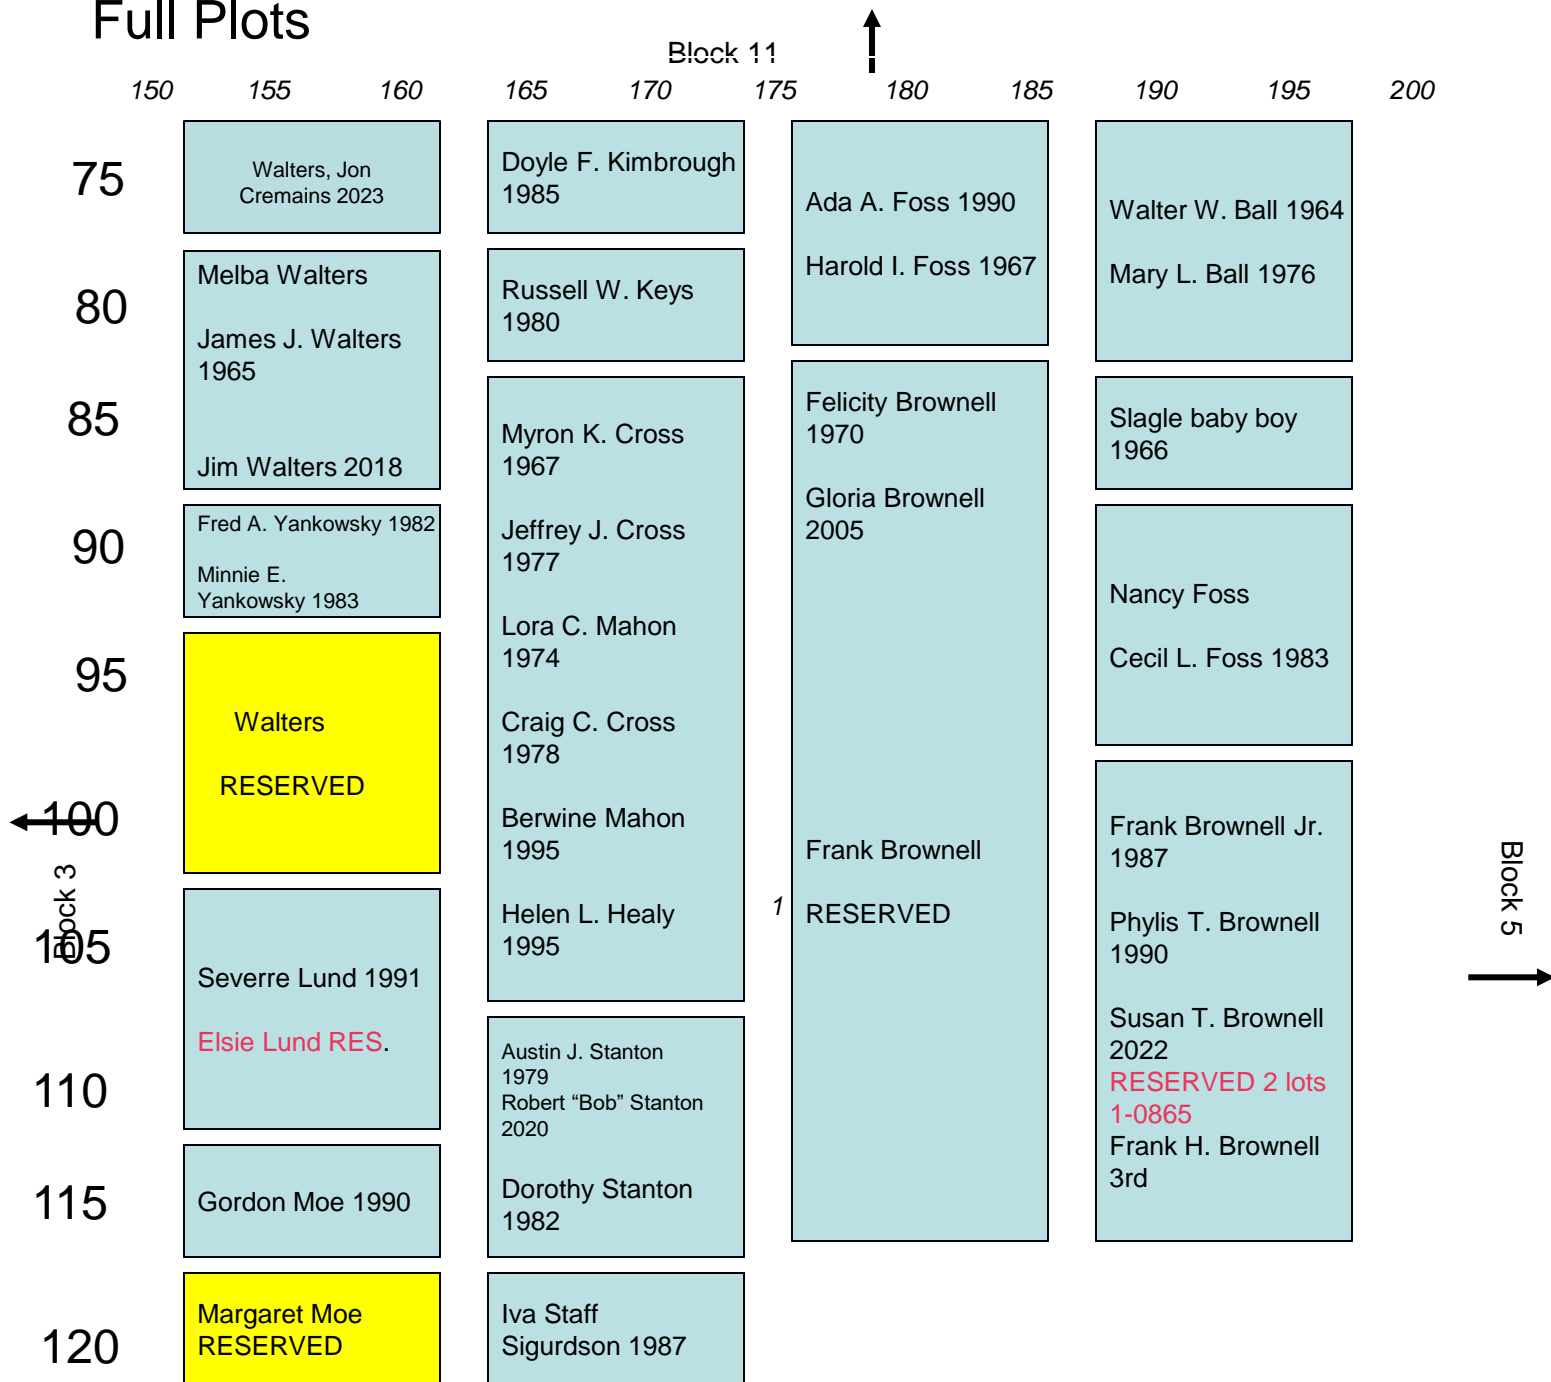 Full Plots
Block 11
150 155 160 165 170 175 180 185 190 195 200
75
80
85
90
95
100
105
110
115
120
Block 3
Walters, Jon
Cremains 2023
Melba Walters
James J. Walters
1965
Jim Walters 2018
Fred A. Yankowsky 1982
Minnie E.
Yankowsky 1983
Walters
RESERVED
Severre Lund 1991
Elsie Lund RES.
Gordon Moe 1990
Margaret Moe
RESERVED
Doyle F. Kimbrough
1985
Russell W. Keys
1980
Myron K. Cross
1967
Jeffrey J. Cross
1977
Lora C. Mahon
1974
Craig C. Cross
1978
Berwine Mahon
1995
Helen L. Healy
1995
Austin J. Stanton
1979
Robert “Bob” Stanton
2020
Dorothy Stanton
1982
Iva Staff
Sigurdson 1987
1
Ada A. Foss 1990
Harold I. Foss 1967
Felicity Brownell
1970
Gloria Brownell
2005
Frank Brownell
RESERVED
Walter W. Ball 1964
Mary L. Ball 1976
Slagle baby boy
1966
Nancy Foss
Cecil L. Foss 1983
Frank Brownell Jr.
1987
Phylis T. Brownell
1990
Susan T. Brownell
2022
RESERVED 2 lots
1-0865
Frank H. Brownell
3rd
Block 5